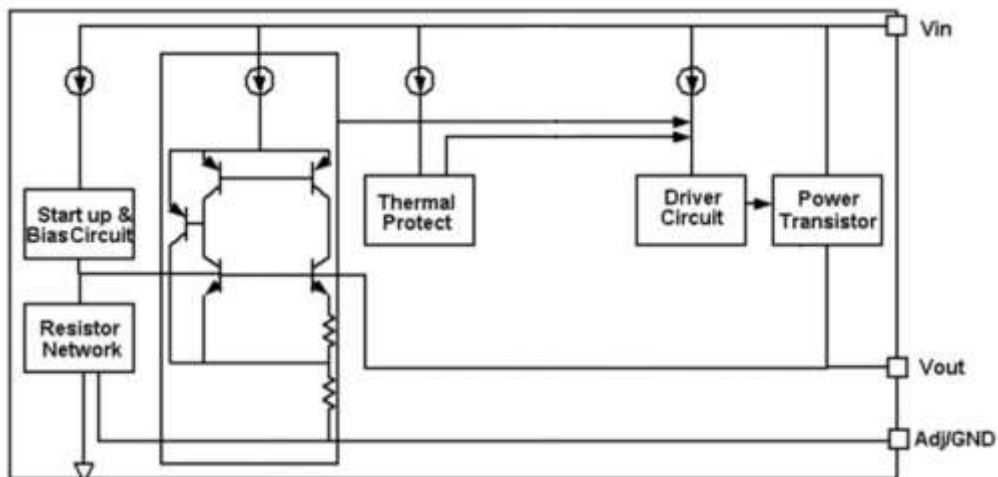 Vin
Start up &
Bias Circuit
Thermal
Protect
Driver
Circuit
Power
Transistor
Resistor
Network
Vout
Adj/GND